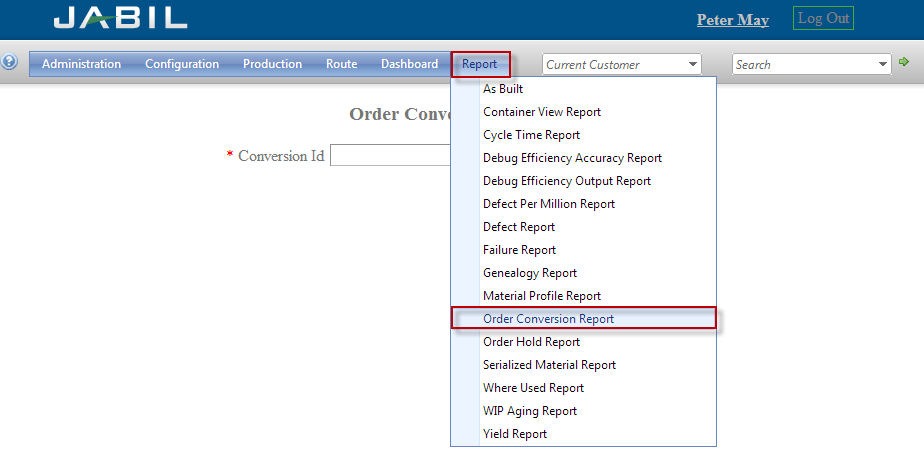 JABIL
Peter May Log Out
Administration Configuration Production Route Dashboard Report Current Customer Search
Order Conve
* Conversion Id
As Built
Container View Report
Cycle Time Report
Debug Efficiency Accuracy Report
Debug Efficiency Output Report
Defect Per Million Report
Defect Report
Failure Report
Genealogy Report
Material Profile Report
Order Conversion Report
Order Hold Report
Serialized Material Report
Where Used Report
WIP Aging Report
Yield Report